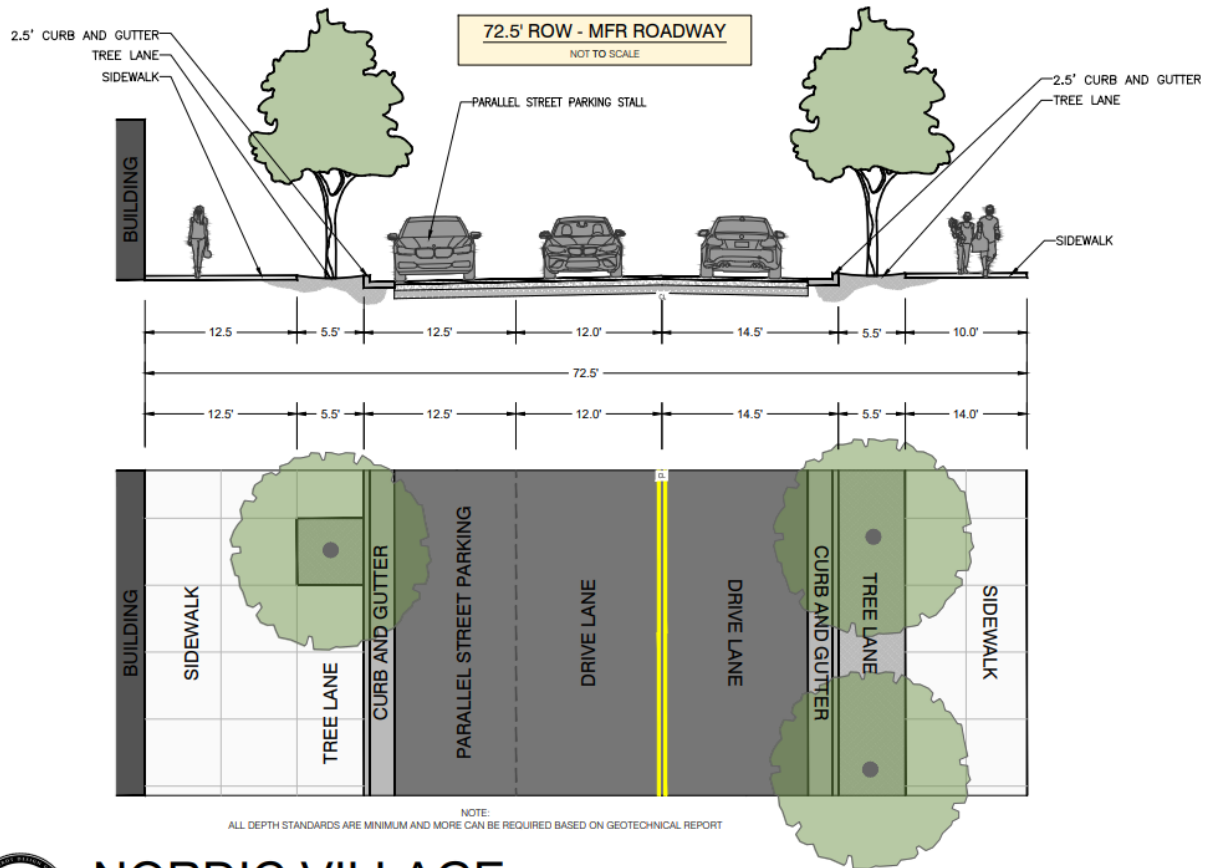 72.5' ROW - MFR ROADWAY
NOT TO SCALE
2.5' CURB AND GUTTER
TREE LANE
SIDEWALK
PARALLEL STREET PARKING STALL
2.5' CURB AND GUTTER
TREE LANE
SIDEWALK
BUILDING
12.5
5.5'
12.5'
12.0'
14.5'
5.5'
10.0'
72.5'
12.5'
5.5'
12.5'
12.0'
14.5'
5.5'
14.0'
BUILDING
SIDEWALK
TREE LANE
CURB AND GUTTER
PARALLEL STREET PARKING
DRIVE LANE
DRIVE LANE
CURB AND GUTTER
TREE LANE
SIDEWALK
NOTE:
ALL DEPTH STANDARDS ARE MINIMUM AND MORE CAN BE REQUIRED BASED ON GEOTECHNICAL REPORT
NORDIC VILLAGE